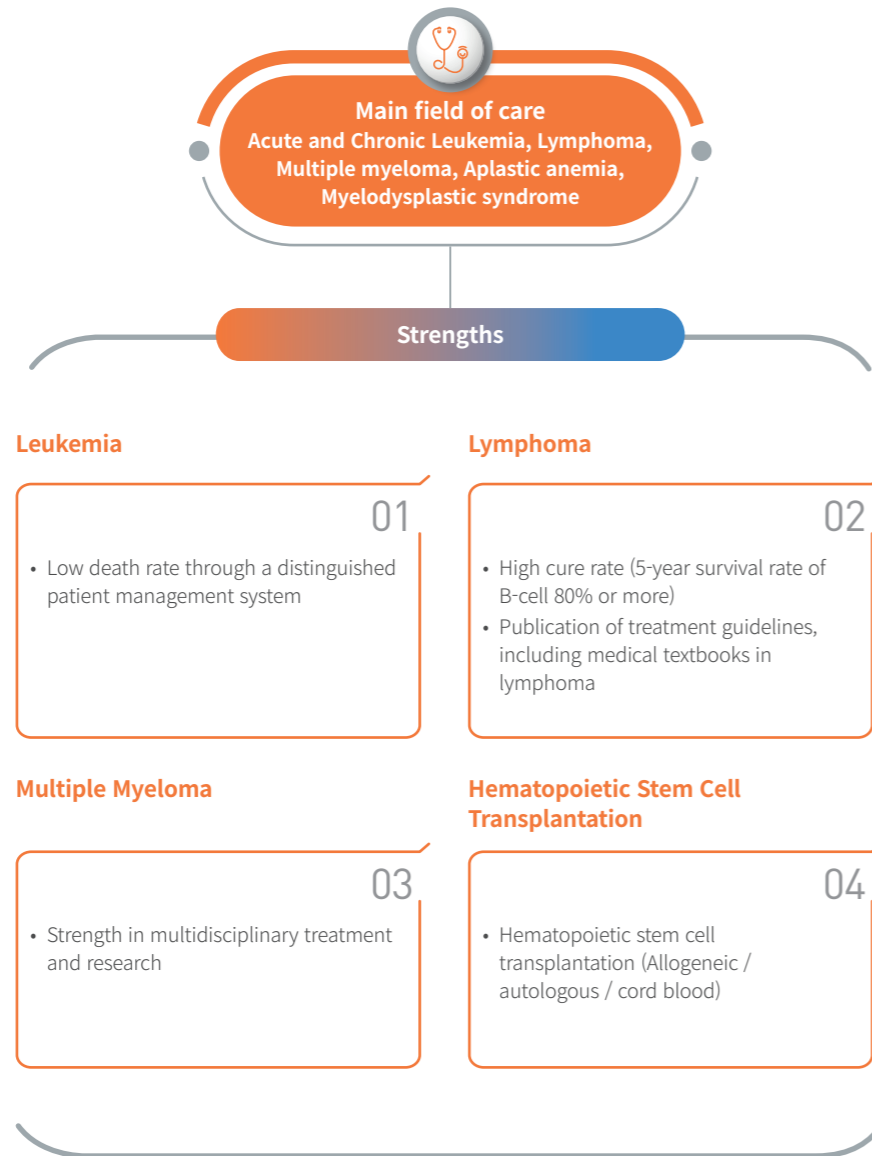 Main field of care
Acute and Chronic Leukemia, Lymphoma,
Multiple myeloma, Aplastic anemia,
Myelodysplastic syndrome
Strengths
Leukemia
01
• Low death rate through a distinguished
patient management system
Lymphoma
02
• High cure rate (5-year survival rate of
B-cell 80% or more)
• Publication of treatment guidelines,
including medical textbooks in
lymphoma
Multiple Myeloma
03
• Strength in multidisciplinary treatment
and research
Hematopoietic Stem Cell
Transplantation
04
• Hematopoietic stem cell
transplantation (Allogeneic /
autologous / cord blood)